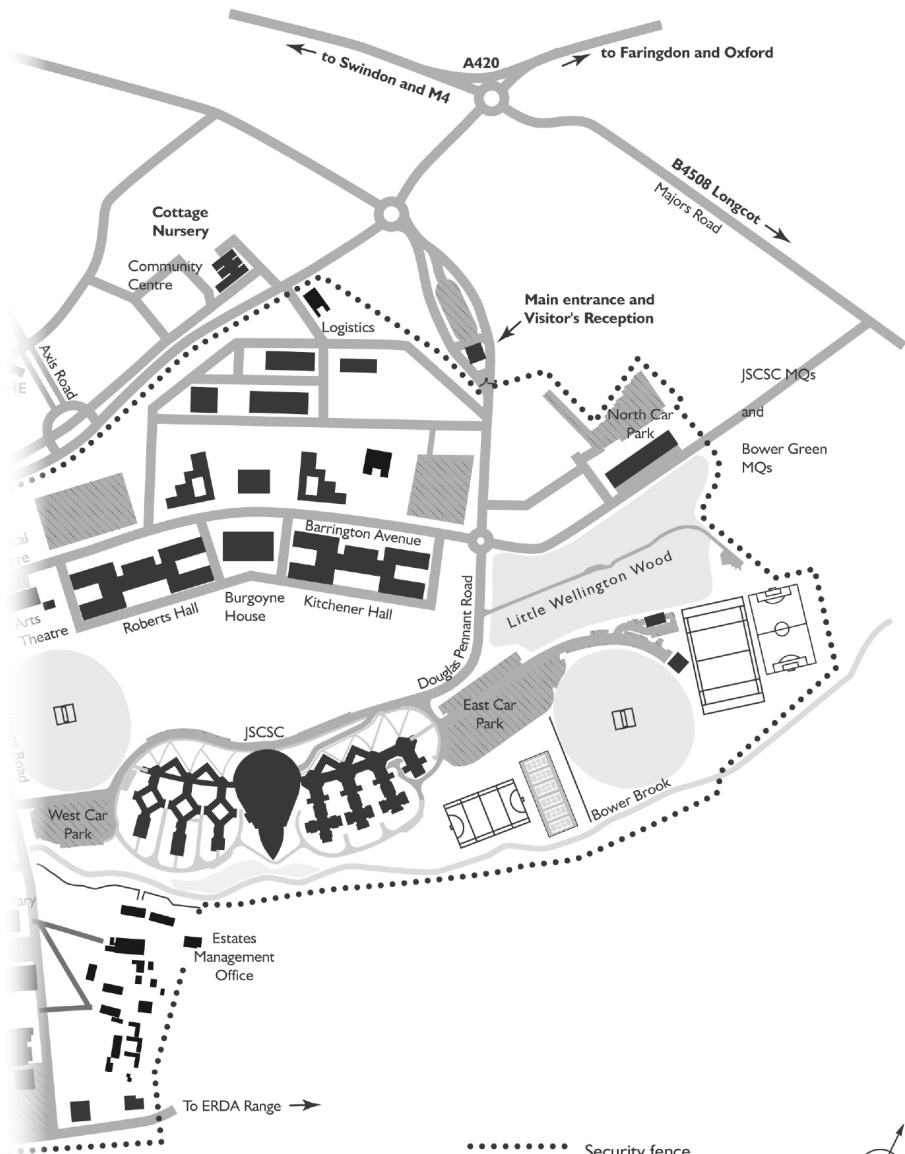 to Swindon and M4
A420
to Faringdon and Oxford
B4508 Longcot
Majors Road
Cottage
Nursery
Community
Centre
Logistics
Main entrance and
Visitor's Reception
Axis Road
HE
North Car
Park
JSCSC MQs
and
Bower Green
MQs
Barrington Avenue
Roberts Hall
Burgoyne
House
Kitchener Hall
Arts
Theatre
Little Wellington Wood
Douglas Pennant Road
East Car
Park
JSCSC
Road
West Car
Park
Bower Brook
Estates
Management
Office
To ERDA Range
Security fence